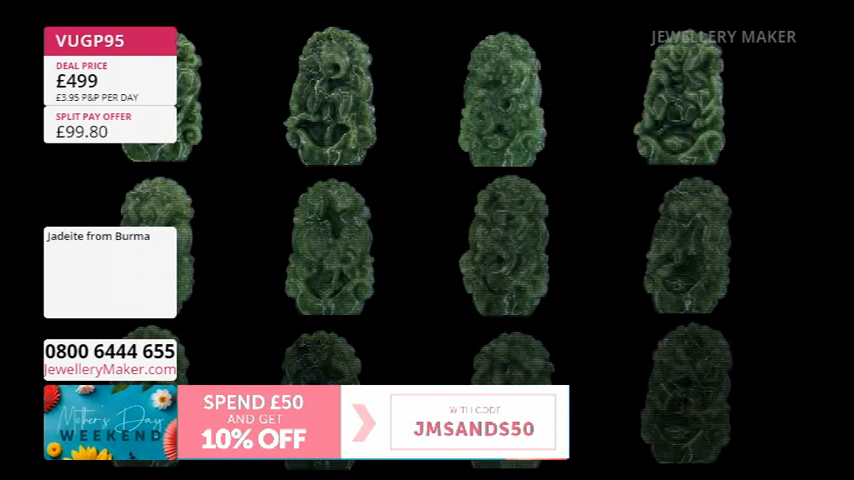 VUGP95
JEWELLERY MAKER
DEAL PRICE
£499
£3.95 P&P PER DAY
SPLIT PAY OFFER
£99.80
Jadeite from Burma
0800 6444 655
JewelleryMaker.com
Mother's Day
WEEKEND
SPEND £50
AND GET
10% OFF
WITH CODE
JMSANDS50